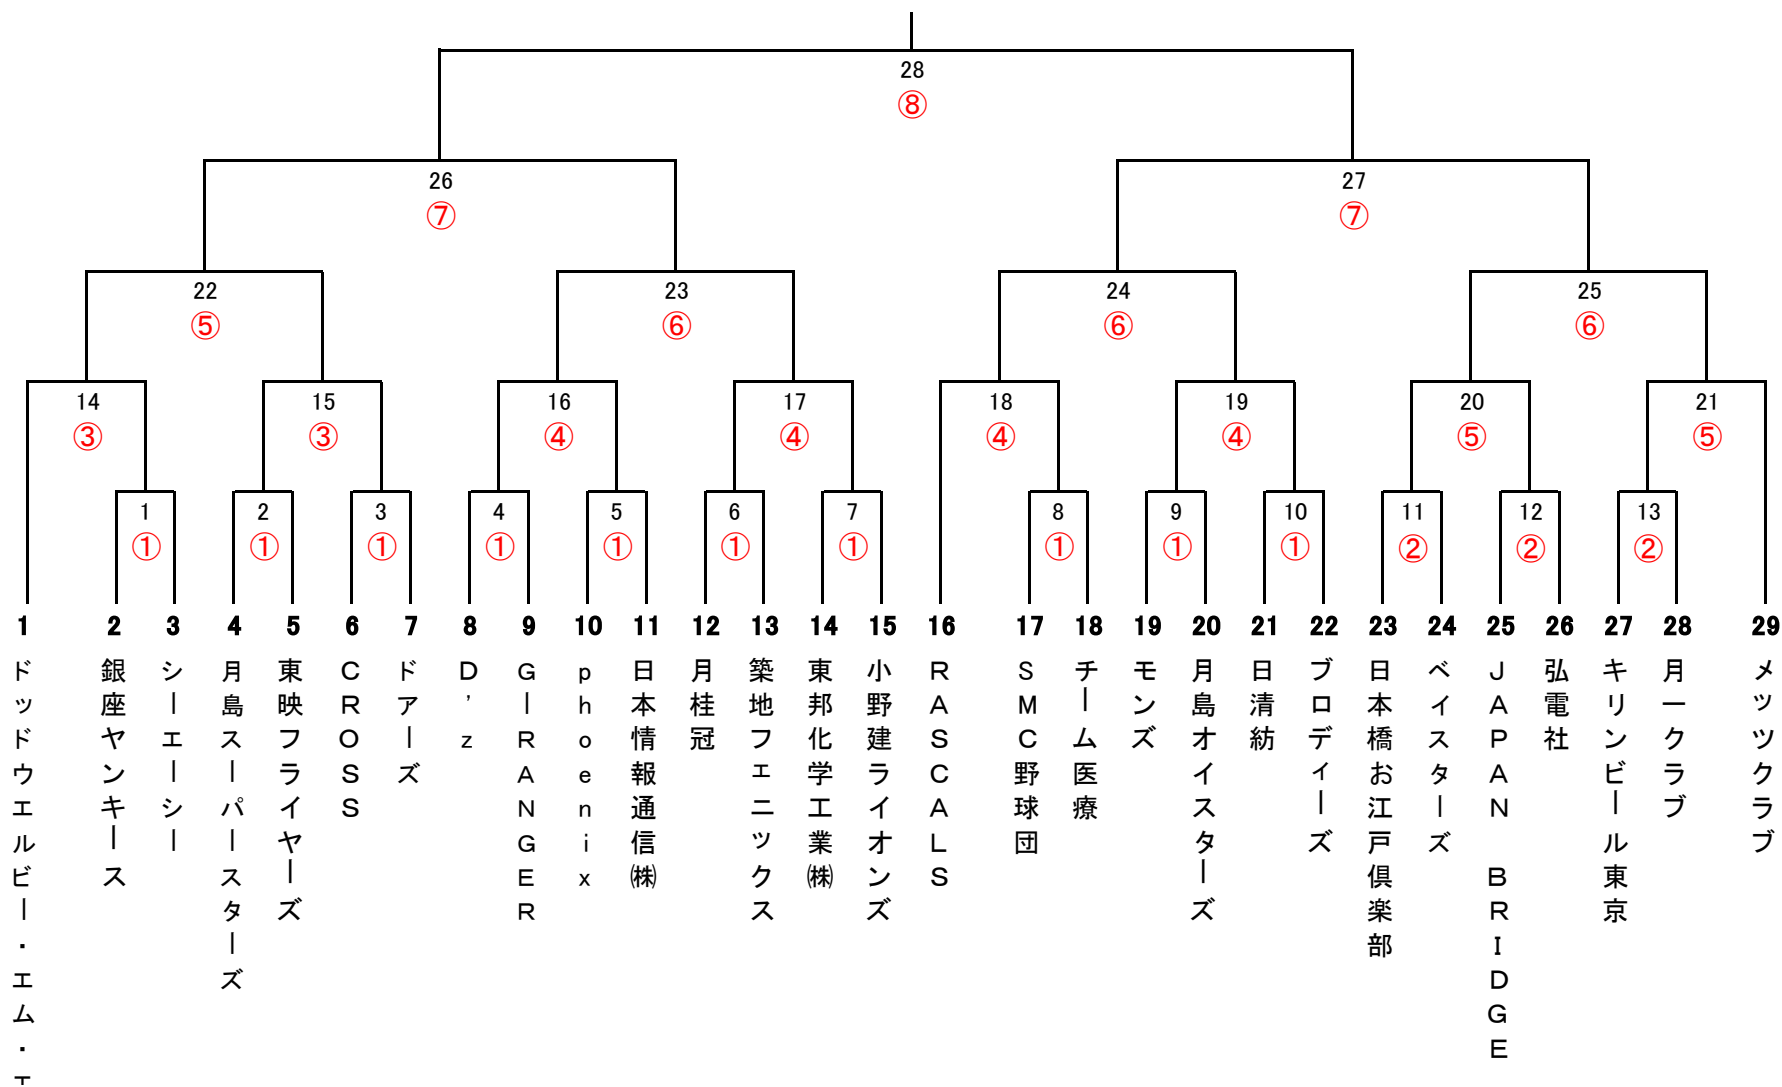 28
⑧
26 27
⑦ ⑦
22 23 24 25
⑤ ⑥ ⑥ ⑥
14 15 16 17 18 19 20 21
③ ③ ④ ④ ④ ④ ⑤ ⑤
1 2 3 4 5 6 7 8 9 10 11 12 13
① ① ① ① ① ① ① ① ① ① ② ② ②
1 2 3 4 5 6 7 8 9 10 11 12 13 14 15 16 17 18 19 20 21 22 23 24 25 26 27 28 29
ドッドウエルビー・エム・エ
銀座ヤンキース
シーエーシー
月島スーパースターズ
東映フライヤーズ
CROSS
ドアーズ
D’z
GーRANGER
phoenix
日本情報通信㈱
月桂冠
築地フェニックス
東邦化学工業㈱
小野建ライオンズ
RASCALS
SMC野球団
チーム医療
モンズ
月島オイスターズ
日清紡
ブロディーズ
日本橋お江戸倶楽部
ベイスターズ
JAPAN BRIDGE
弘電社
キリンビール東京
月一クラブ
メッツクラブ